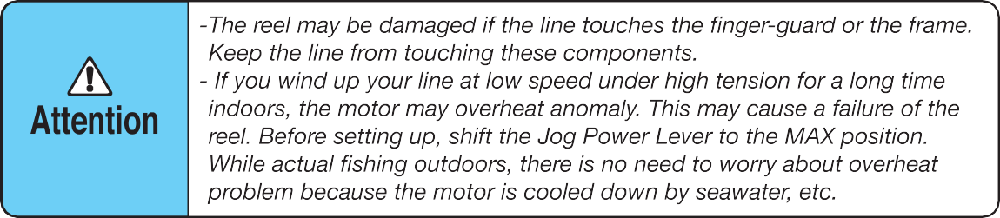 Attention
-The reel may be damaged if the line touches the finger-guard or the frame.
Keep the line from touching these components.
- If you wind up your line at low speed under high tension for a long time
indoors, the motor may overheat anomaly. This may cause a failure of the
reel. Before setting up, shift the Jog Power Lever to the MAX position.
While actual fishing outdoors, there is no need to worry about overheat
problem because the motor is cooled down by seawater, etc.